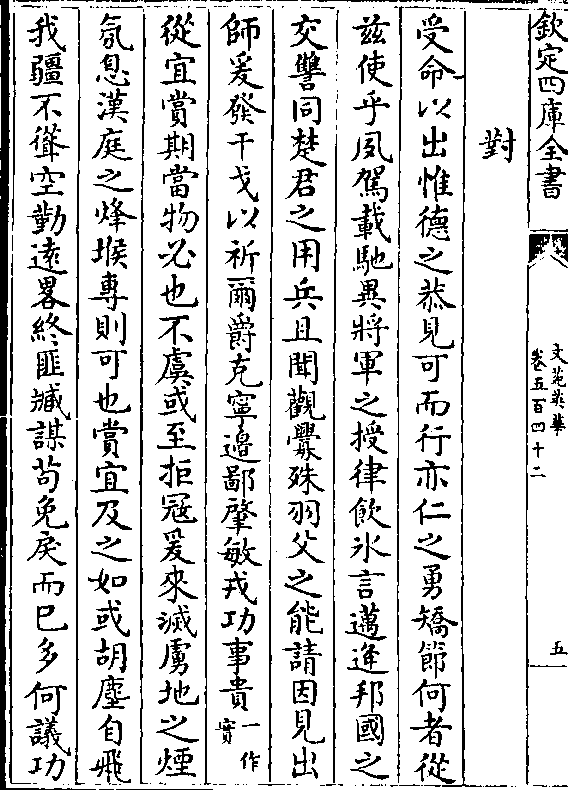 欽定四庫全書
文苑英華
卷五百四十二
五
對
受命以出惟德之恭見可而行亦仁之勇矯節何者從
兹使乎夙駕載馳異將軍之授律飲氷言邁逢邦國之
交讐同楚君之用兵且聞觀釁殊羽父之能請因見出
師爰發干戈以祈爾爵克寧邊鄙肇敏戎功事貴一作實
從宜賞期當物必也不虞或至拒冦爰來滅虜地之煙
氛息漢庭之烽堠專則可也賞宜及之如或胡塵自飛
我疆不聳空勤逺畧終匪臧謀苟免戾而已多何議功